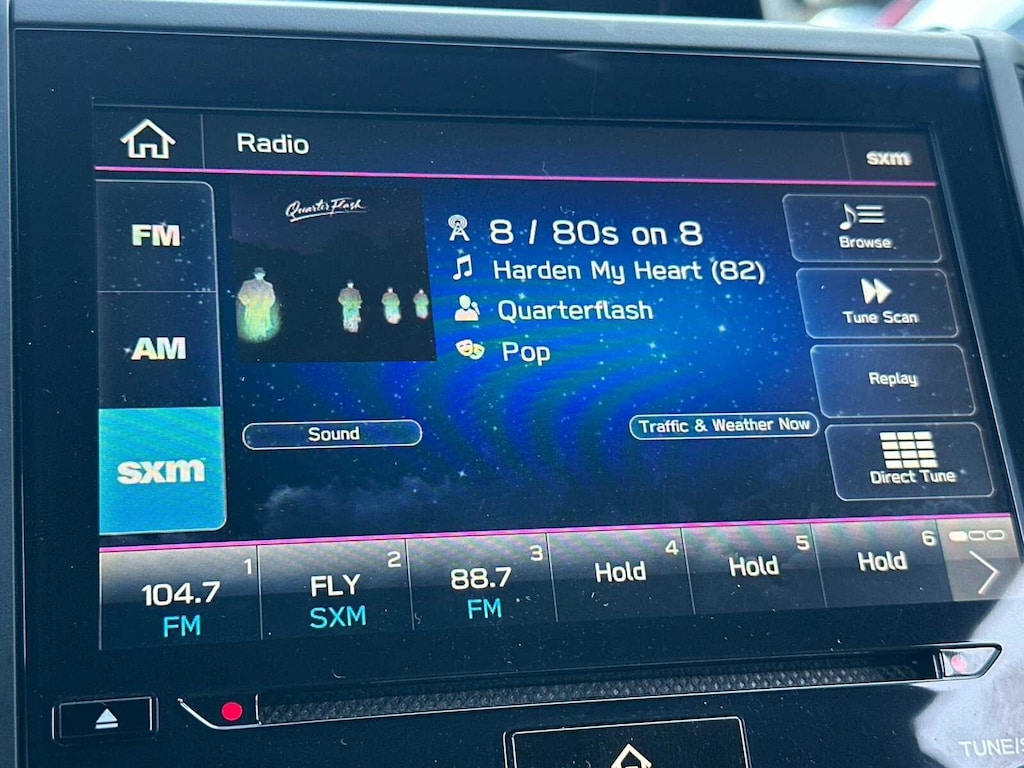 Radio
sxm
FM
AM
sxm
Quarter Flash
8 / 80s on 8
Harden My Heart (82)
Quarterflash
Pop
Sound
Traffic & Weather Now
Browse
Tune Scan
Replay
Direct Tune
1
104.7
FM
2
FLY
SXM
3
88.7
FM
4
Hold
5
Hold
6
Hold